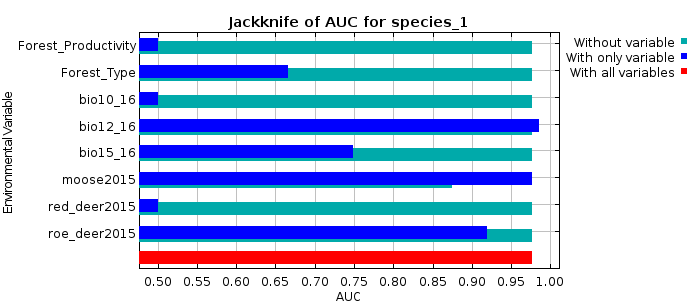 Jackknife of AUC for species_1
Environmental Variable
Forest_Productivity
Forest_Type
bio10_16
bio12_16
bio15_16
moose2015
red_deer2015
roe_deer2015
Without variable
With only variable
With all variables
0.50 0.55 0.60 0.65 0.70 0.75 0.80 0.85 0.90 0.95 1.00
AUC